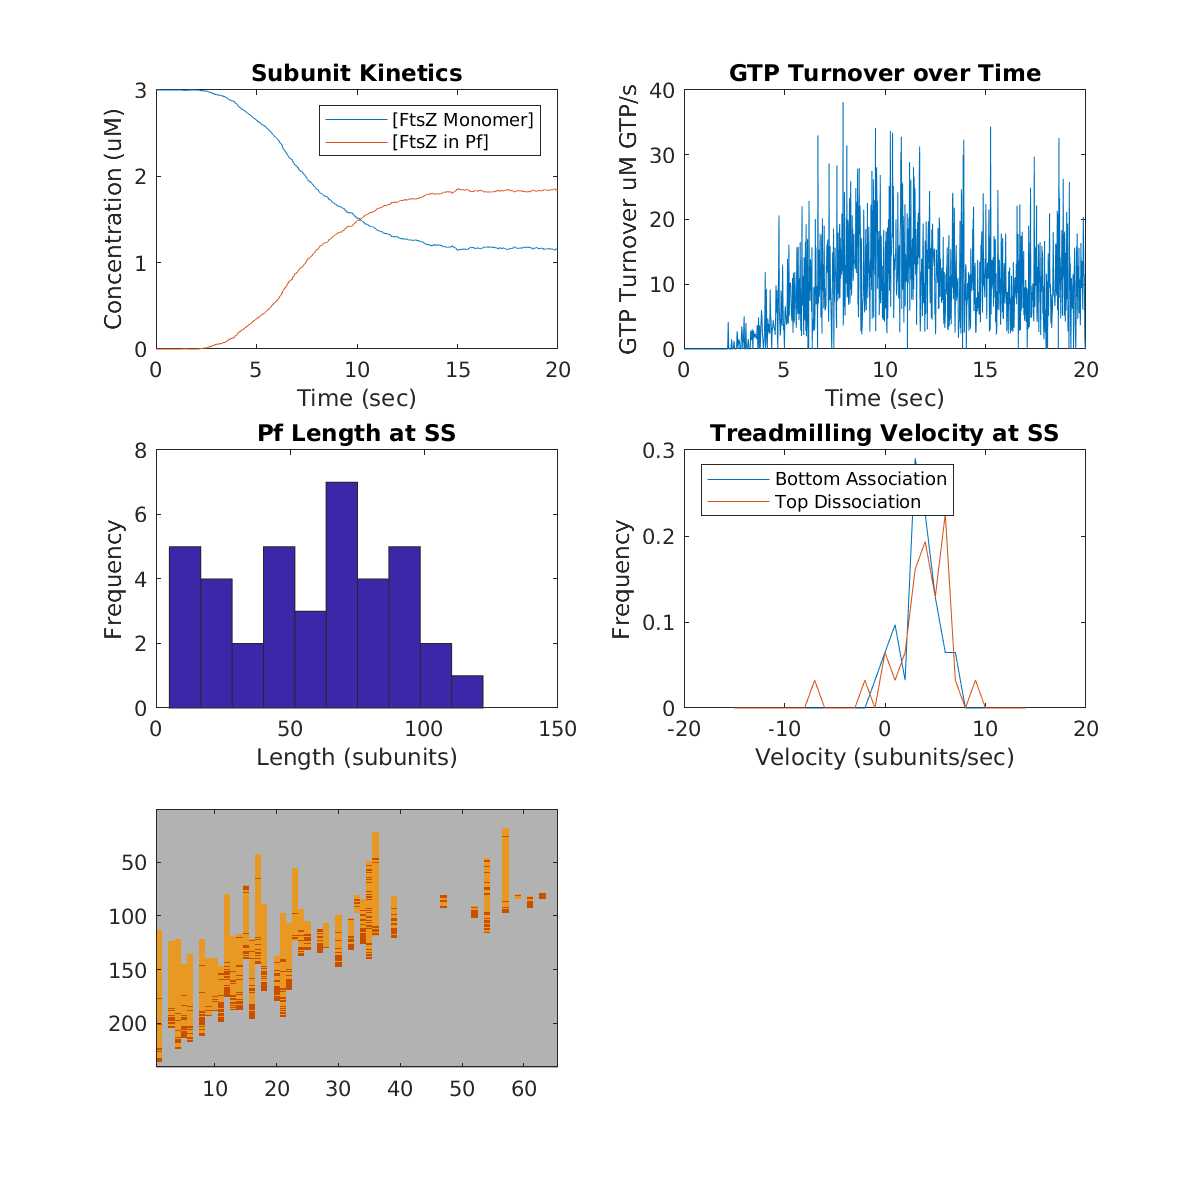 Subunit Kinetics
3
2
1
0
Concentration (uM)
[FtsZ Monomer]
[FtsZ in Pf]
0 5 10 15 20
Time (sec)
GTP Turnover over Time
40
30
20
10
0
GTP Turnover uM GTP/s
0 5 10 15 20
Time (sec)
Pf Length at SS
8
6
4
2
0
Frequency
0 50 100 150
Length (subunits)
Treadmilling Velocity at SS
0.3
0.2
0.1
0
Frequency
Bottom Association
Top Dissociation
-20 -10 0 10 20
Velocity (subunits/sec)
50
100
150
200
10 20 30 40 50 60